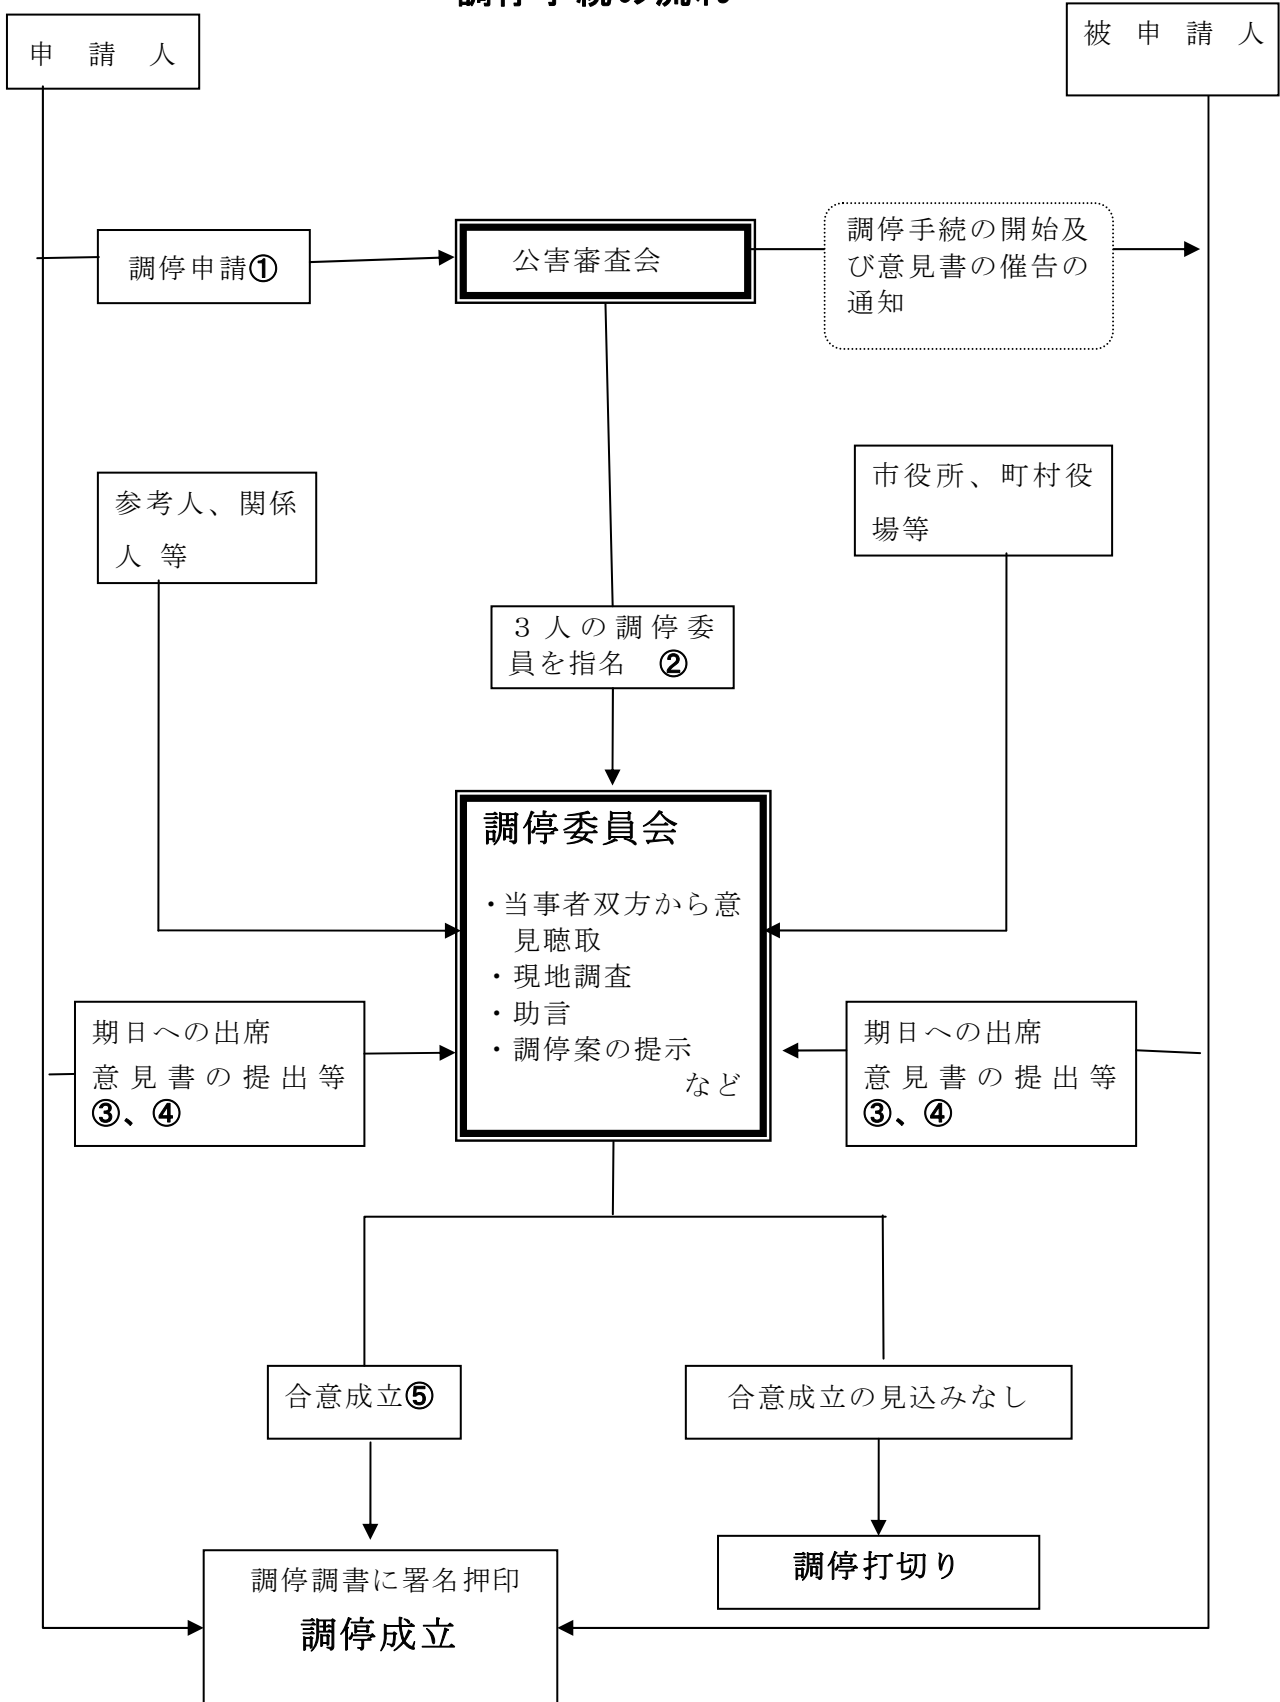 調停手続の流れ
申請人
被申請人
調停申請①
公害審査会
調停手続の開始及
び意見書の催告の
通知
参考人、関係
人等
市役所、町村役
場等
3人の調停委
員を指名 ②
調停委員会
・当事者双方から意
見聴取
・現地調査
・助言
・調停案の提示
など
期日への出席
意見書の提出等
③、④
期日への出席
意見書の提出等
③、④
合意成立⑤
合意成立の見込みなし
調停打切り
調停調書に署名押印
調停成立